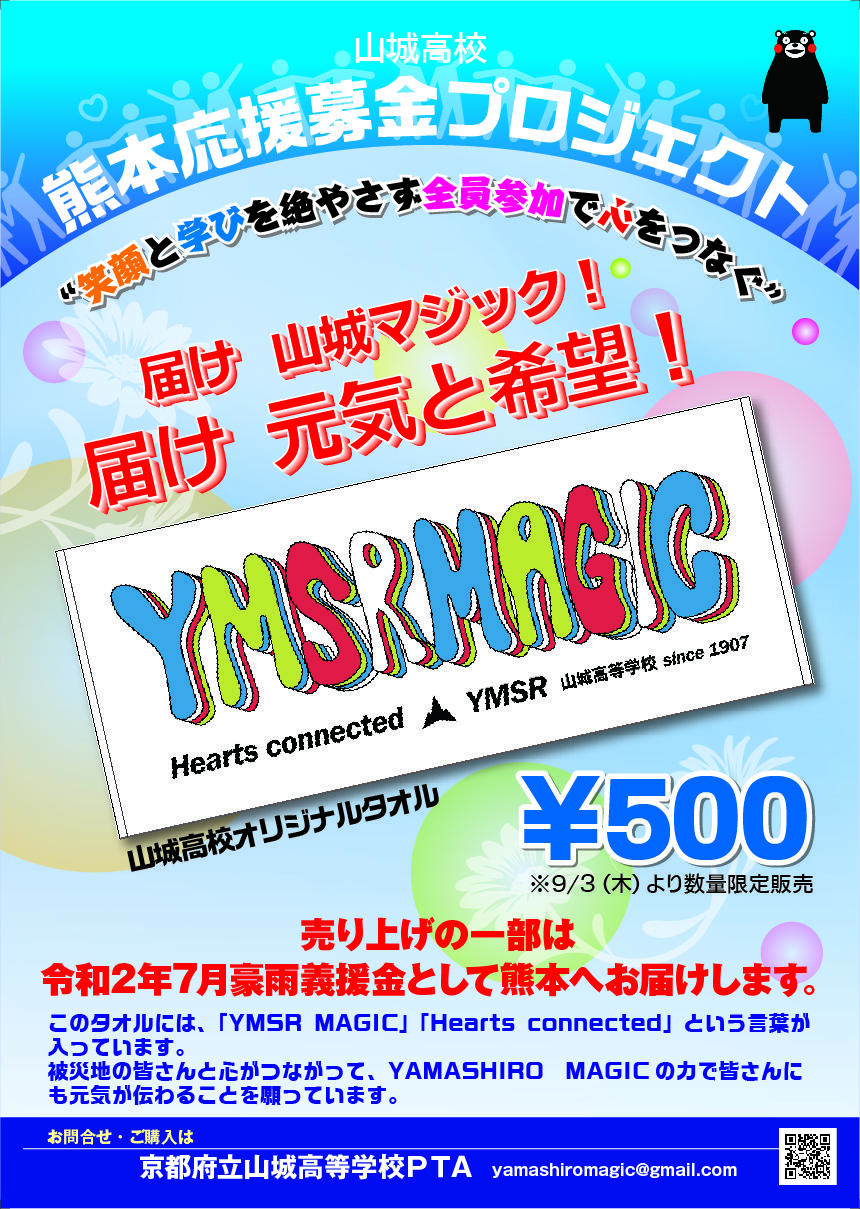 山城高校
熊本応援募金プロジェクト
“笑顔と学びを絶やさず全員参加で心をつなぐ”
届け 山城マジック!
届け 元気と希望!
YMSRMAGIC
Hearts connected YMSR 山城高等学校 since 1907
山城高校オリジナルタオル
¥500
※9/3(木)より数量限定販売
売り上げの一部は
令和2年7月豪雨義援金として熊本へお届けします。
このタオルには、「YMSR MAGIC」「Hearts connected」という言葉が
入っています。
被災地の皆さんと心がつながって、YAMASHIRO MAGICの力で皆さんに
も元気が伝わることを願っています。
お問合せ・ご購入は
京都府立山城高等学校PTA yamashiromagic@gmail.com